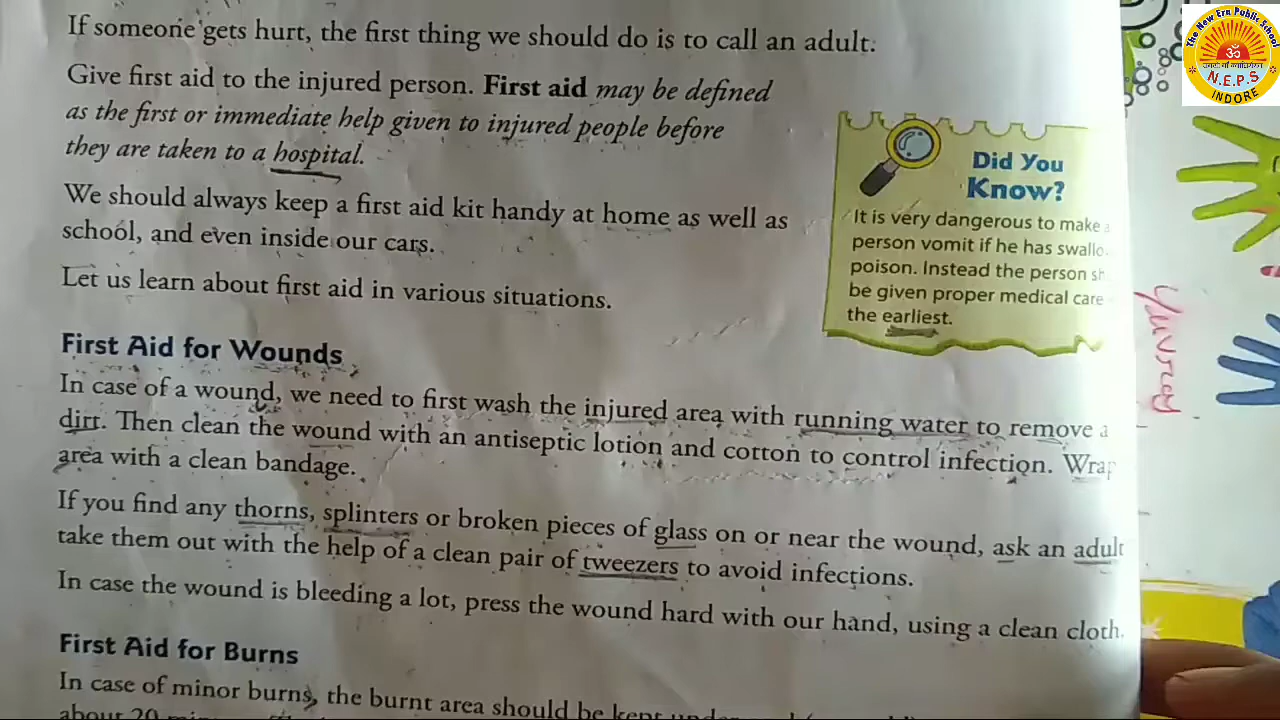 If someone gets hurt, the first thing we should do is to call an adult.
Give first aid to the injured person. First aid may be defined
as the first or immediate help given to injured people before
they are taken to a hospital.
We should always keep a first aid kit handy at home as well as
school, and even inside our cars.
Let us learn about first aid in various situations.
Did You
Know?
It is very dangerous to make a
person vomit if he has swallo
poison. Instead the person sh
be given proper medical care
the earliest.
First Aid for Wounds
In case of a wound, we need to first wash the injured area with running water to remove a
dirt. Then clean the wound with an antiseptic lotion and cotton to control infection. Wrap
area with a clean bandage.
If you find any thorns, splinters or broken pieces of glass on or near the wound, ask an adult
take them out with the help of a clean pair of tweezers to avoid infections.
In case the wound is bleeding a lot, press the wound hard with our hand, using a clean cloth.
First Aid for Burns
In case of minor burns, the burnt area should be kept under
about 20
Yuvraj
The New Era Public School
ॐ
N.E.P.S
INDORE